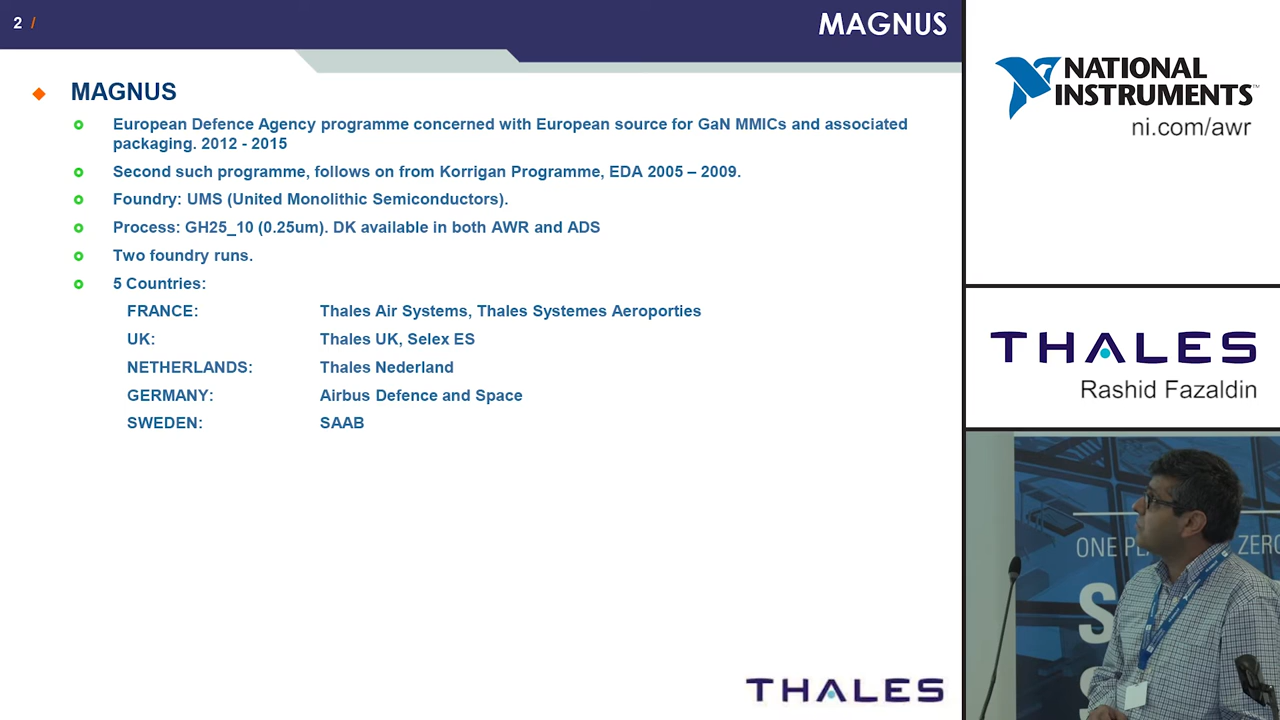 2 /
MAGNUS
MAGNUS
European Defence Agency programme concerned with European source for GaN MMICs and associated
packaging. 2012 - 2015
Second such programme, follows on from Korrigan Programme, EDA 2005 – 2009.
Foundry: UMS (United Monolithic Semiconductors).
Process: GH25_10 (0.25um). DK available in both AWR and ADS
Two foundry runs.
5 Countries:
FRANCE: Thales Air Systems, Thales Systemes Aeroporties
UK: Thales UK, Selex ES
NETHERLANDS: Thales Nederland
GERMANY: Airbus Defence and Space
SWEDEN: SAAB
THALES
NATIONAL
INSTRUMENTS™
ni.com/awr
THALES
Rashid Fazaldin
ONE ZERO
S